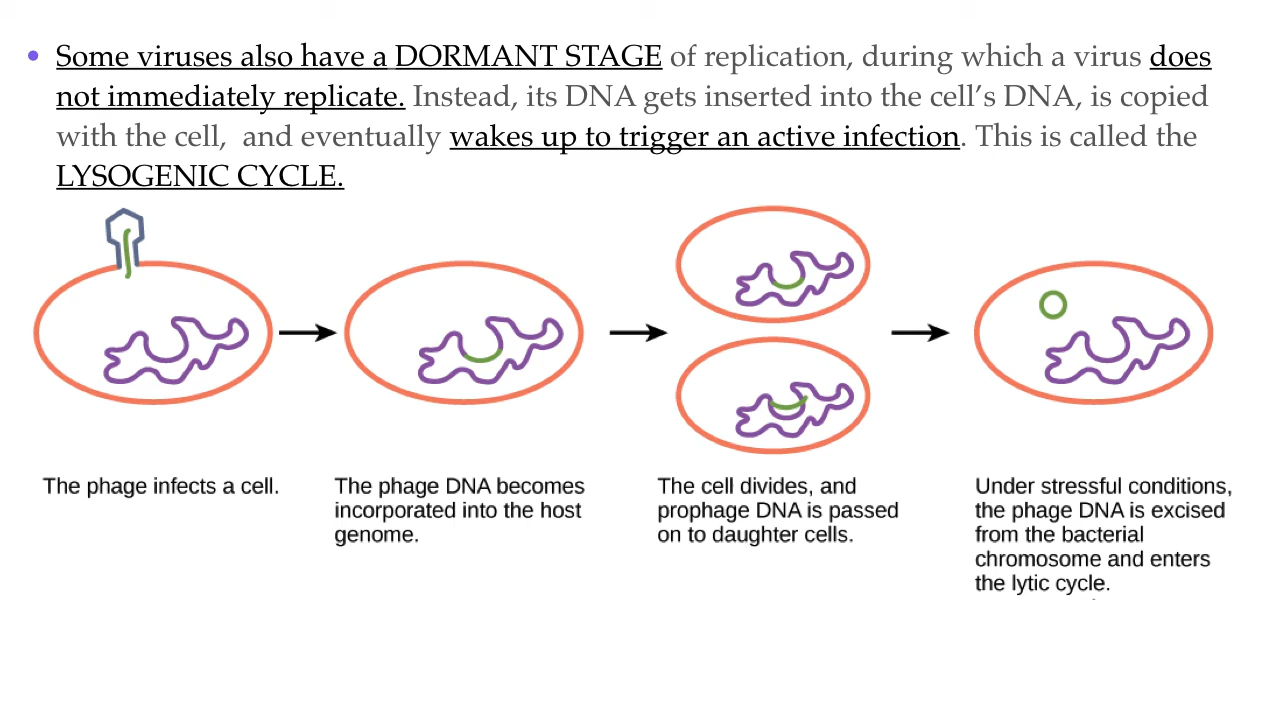 • Some viruses also have a DORMANT STAGE of replication, during which a virus does
not immediately replicate. Instead, its DNA gets inserted into the cell’s DNA, is copied
with the cell,  and eventually wakes up to trigger an active infection. This is called the
LYSOGENIC CYCLE.
The phage infects a cell.
The phage DNA becomes
incorporated into the host
genome.
The cell divides, and
prophage DNA is passed
on to daughter cells.
Under stressful conditions,
the phage DNA is excised
from the bacterial
chromosome and enters
the lytic cycle.